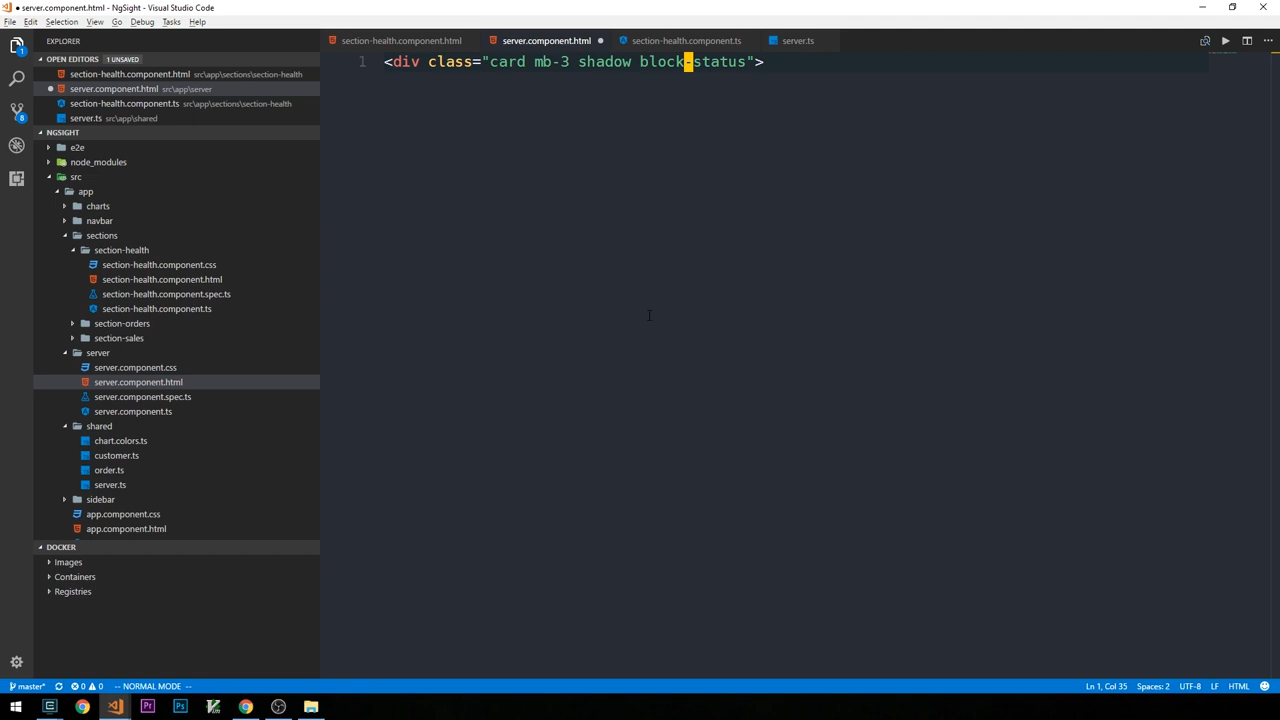 server.component.html - NgSight - Visual Studio Code
File Edit Selection View Go Debug Tasks Help
EXPLORER
section-health.component.html
server.component.html
section-health.component.ts
server.ts
OPEN EDITORS 1 UNSAVED
section-health.component.html src\app\sections\section-health
server.component.html src\app\server
section-health.component.ts src\app\sections\section-health
server.ts src\app\shared
1 <div class="card mb-3 shadow block-status">
NGSIGHT
e2e
node_modules
src
app
charts
navbar
sections
section-health
section-health.component.css
section-health.component.html
section-health.component.spec.ts
section-health.component.ts
section-orders
section-sales
server
server.component.css
server.component.html
server.component.spec.ts
server.component.ts
shared
chart.colors.ts
customer.ts
order.ts
server.ts
sidebar
app.component.css
app.component.html
DOCKER
Images
Containers
Registries
1
8
master* 0 0 -- NORMAL MODE -- Ln 1, Col 35 Spaces: 2 UTF-8 LF HTML
Pr Ps